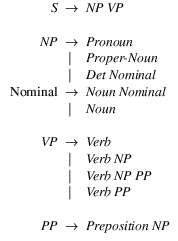 S → NP VP
NP → Pronoun
| Proper-Noun
| Det Nominal
Nominal → Noun Nominal
| Noun
VP → Verb
| Verb NP
| Verb NP PP
| Verb PP
PP → Preposition NP